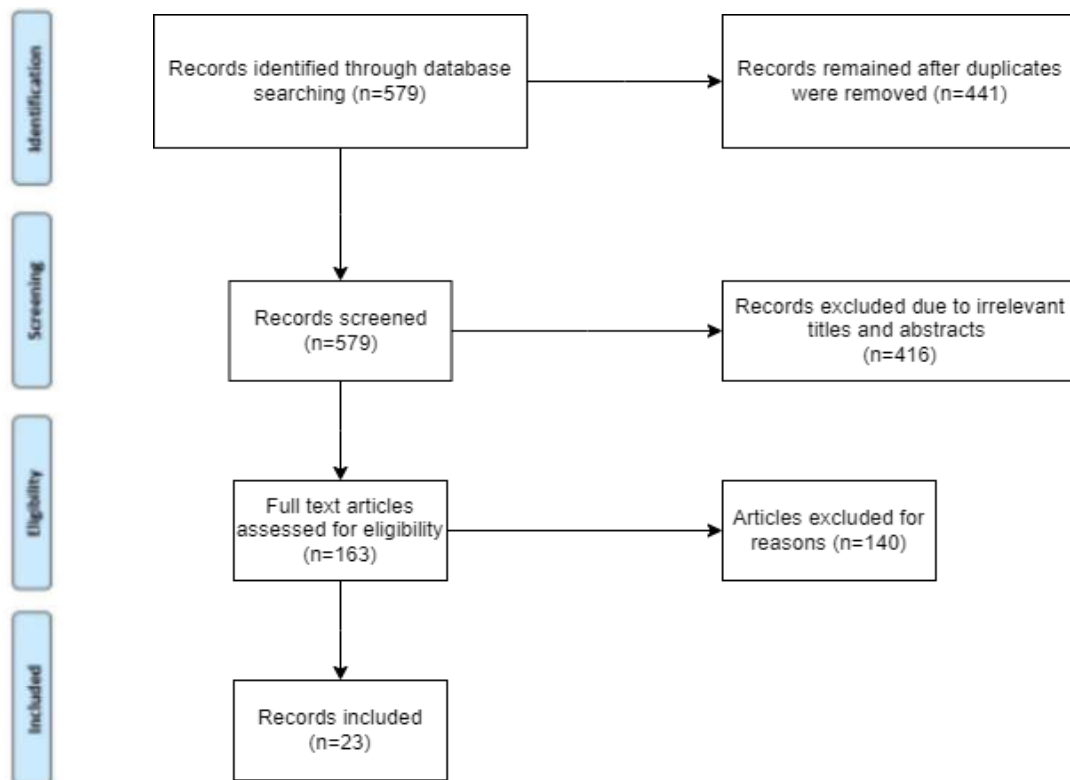 Identification
Records identified through database
searching (n=579)
Records remained after duplicates
were removed (n=441)
Screening
Records screened
(n=579)
Records excluded due to irrelevant
titles and abstracts
(n=416)
Eligibility
Full text articles
assessed for eligibility
(n=163)
Articles excluded for
reasons (n=140)
Included
Records included
(n=23)